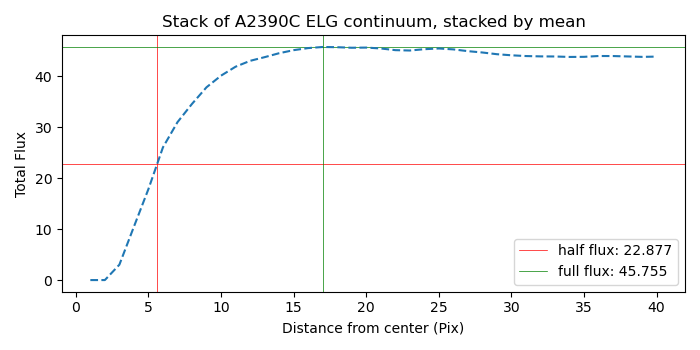 Stack of A2390C ELG continuum, stacked by mean
Total Flux
40
30
20
10
0
half flux: 22.877
full flux: 45.755
0 5 10 15 20 25 30 35 40
Distance from center (Pix)